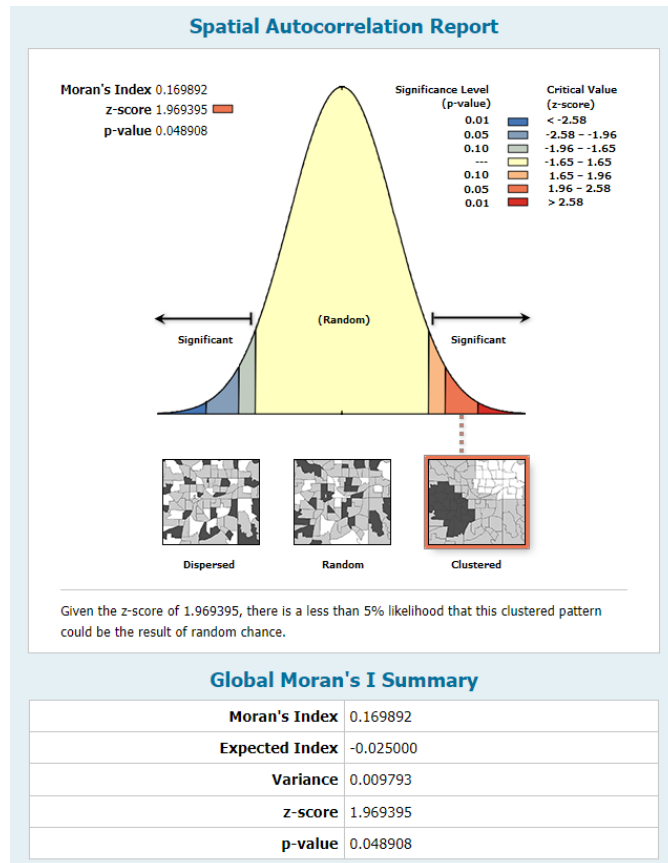 Spatial Autocorrelation Report
Moran's Index 0.169892
z-score 1.969395
p-value 0.048908
Significance Level
(p-value)
Critical Value
(z-score)
0.01 < -2.58
0.05 -2.58 – -1.96
0.10 -1.96 – -1.65
--- -1.65 – 1.65
0.10 1.65 – 1.96
0.05 1.96 – 2.58
0.01 > 2.58
(Random)
Significant
Significant
Dispersed
Random
Clustered
Given the z-score of 1.969395, there is a less than 5% likelihood that this clustered pattern
could be the result of random chance.
Global Moran's I Summary
Moran's Index 0.169892
Expected Index -0.025000
Variance 0.009793
z-score 1.969395
p-value 0.048908